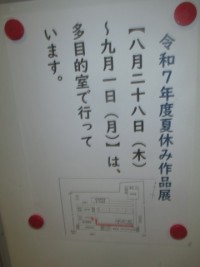 令和7年度夏休み作品展
【八月二十八日（木）
～九月一日（月）】は、
多目的室で行って
います。